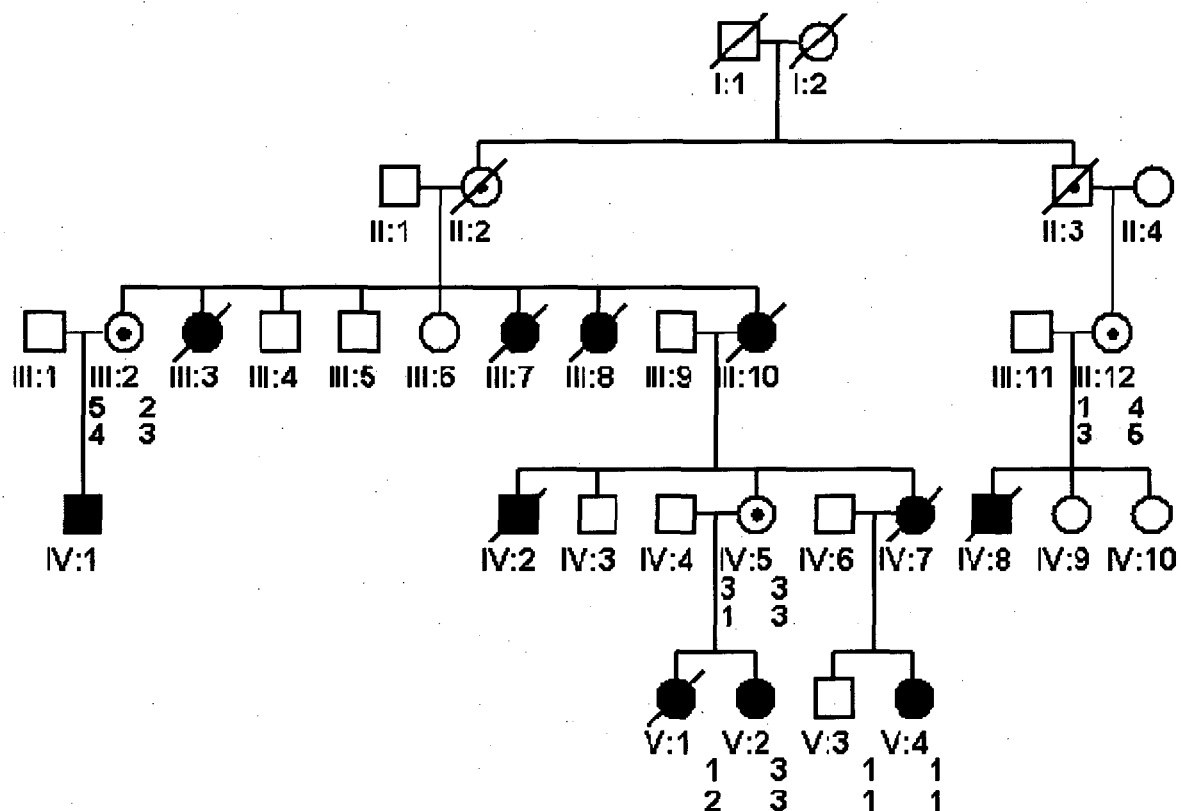 I:1 I:2
II:1 II:2 II:3 II:4
III:1 III:2 III:3 III:4 III:5 III:6 III:7 III:8 III:9 III:10 III:11 III:12
5 2 1 4
4 3 3 5
IV:1 IV:2 IV:3 IV:4 IV:5 IV:6 IV:7 IV:8 IV:9 IV:10
3 3
1 3
V:1 V:2 V:3 V:4
1 3 1 1
2 3 1 1